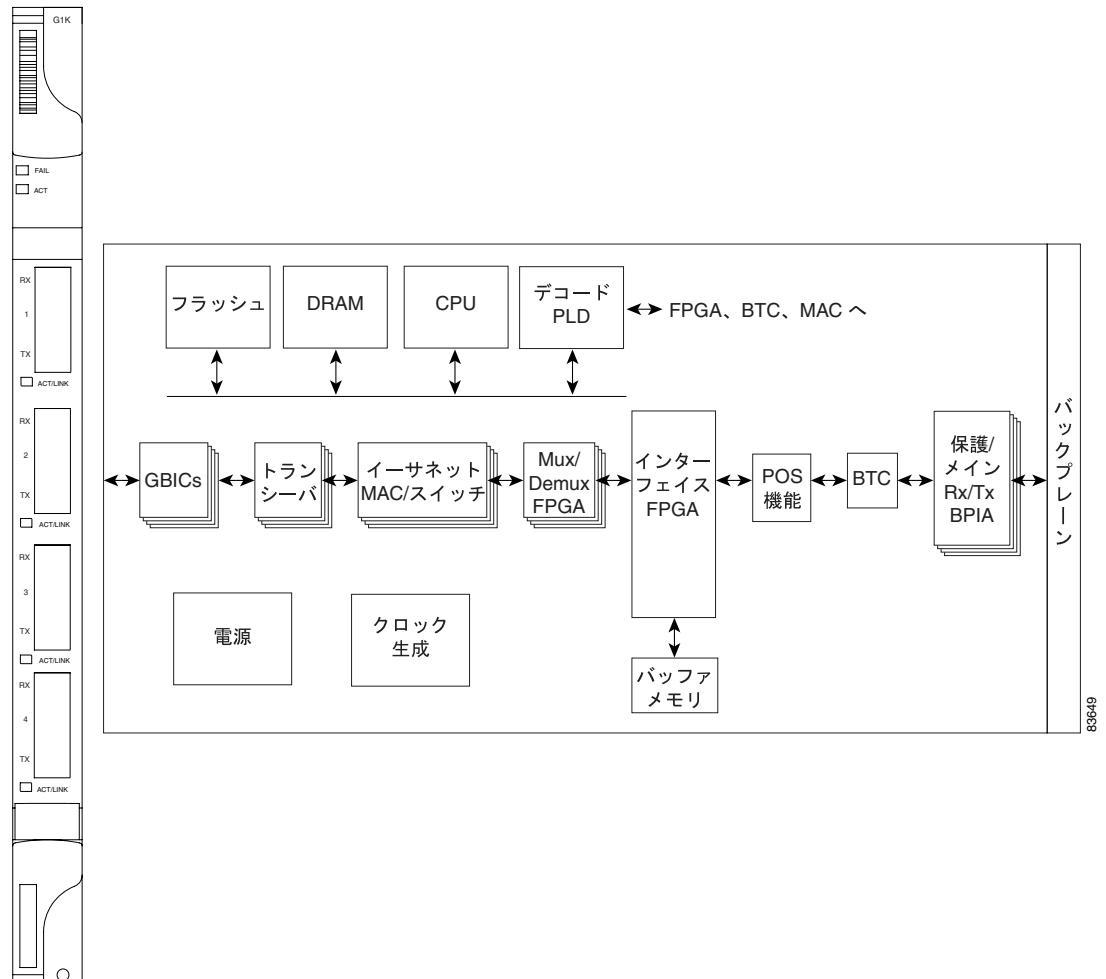 G1K
FAIL
ACT
RX
1
TX
ACT/LINK
RX
2
TX
ACT/LINK
RX
3
TX
ACT/LINK
RX
4
TX
ACT/LINK
フラッシュ
DRAM
CPU
デコード
PLD
FPGA、BTC、MAC へ
GBICs
トラン
シーバ
イーサネット
MAC/スイッチ
Mux/
Demux
FPGA
インター
フェイス
FPGA
POS
機能
BTC
保護/
メイン
Rx/Tx
BPIA
バックプレーン
電源
クロック
生成
バッファ
メモリ
83649